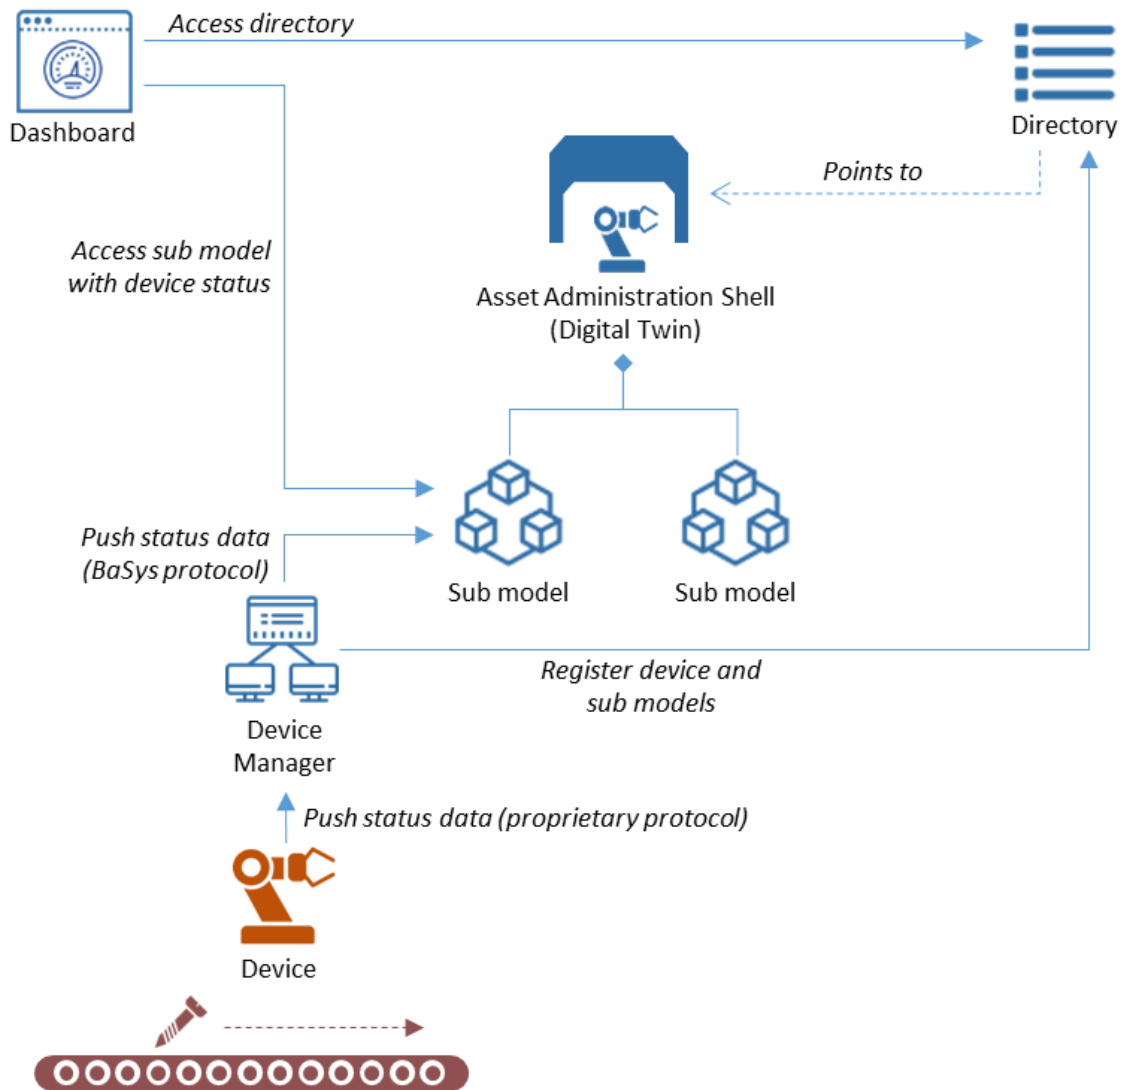 Access directory
Dashboard
Directory
Points to
Access sub model
with device status
Asset Administration Shell
(Digital Twin)
Push status data
(BaSys protocol)
Sub model
Sub model
Register device and
sub models
Device
Manager
Push status data (proprietary protocol)
Device